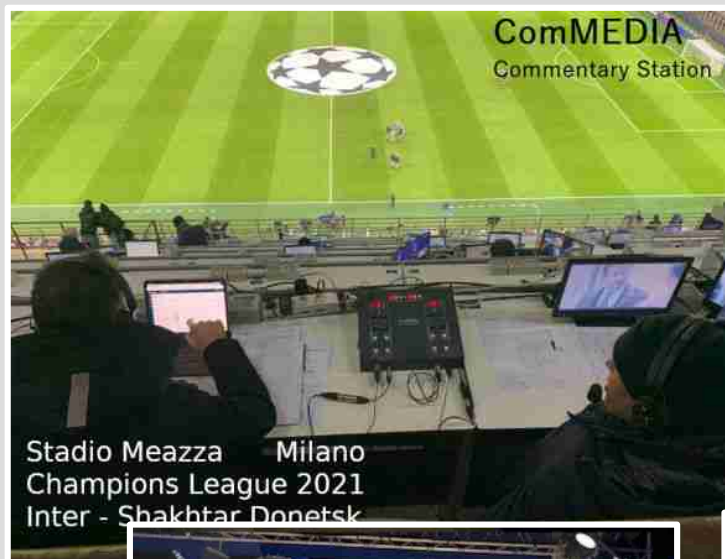 ComMEDIA
Commentary Station
Stadio Meazza Milano
Champions League 2021
Inter - Shakhtar Donetsk